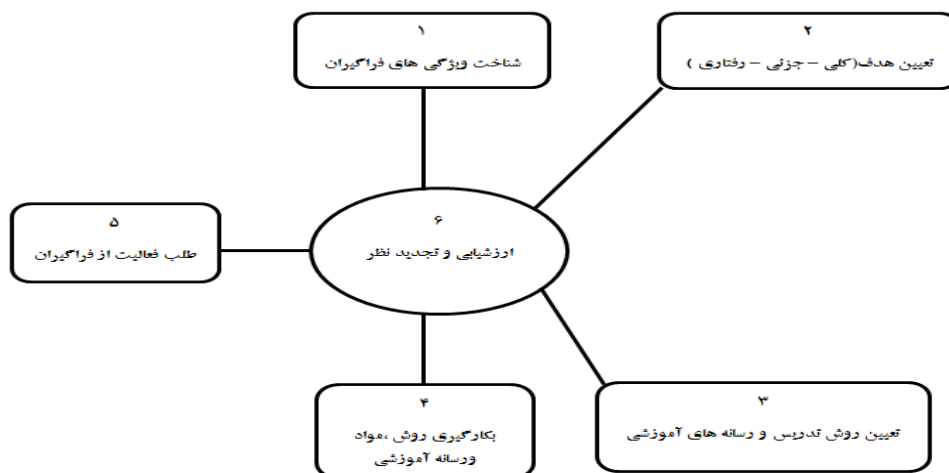 ۱
شناخت ویژگی های فراگیران
۲
تعیین هدف(کلی – جزئی – رفتاری )
۳
تعیین روش تدریس و رسانه های آموزشی
۴
بکارگیری روش ،مواد
ورسانه آموزشی
۵
طلب فعالیت از فراگیران
۶
ارزشیابی و تجدید نظر